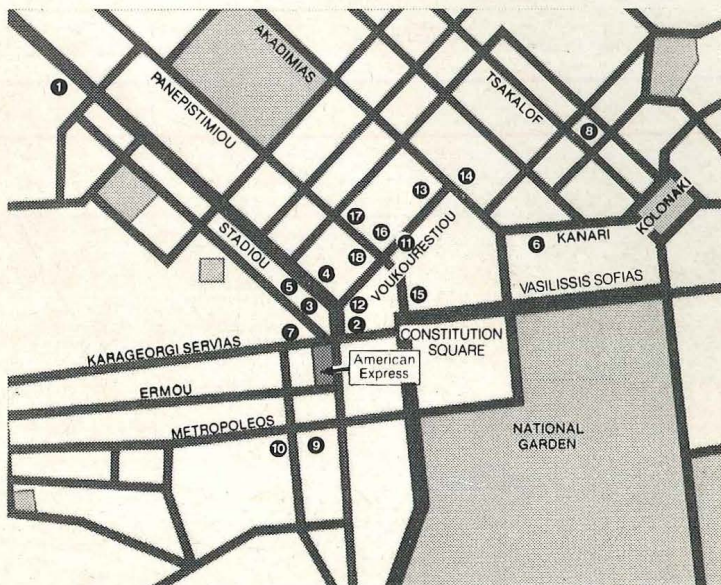 AKADIMIAS
1
PANEPISTIMIOU
TSAKALOF
8
14
13
KOLONAKI
17
16
11
VOUKOURESTIOU
6
KANARI
STADIOU
18
4
5
3
12
15
VASILISSIS SOFIAS
2
7
CONSTITUTION
SQUARE
KARAGEORGI SERVIAS
American
Express
ERMOU
METROPOLEOS
NATIONAL
GARDEN
10
9